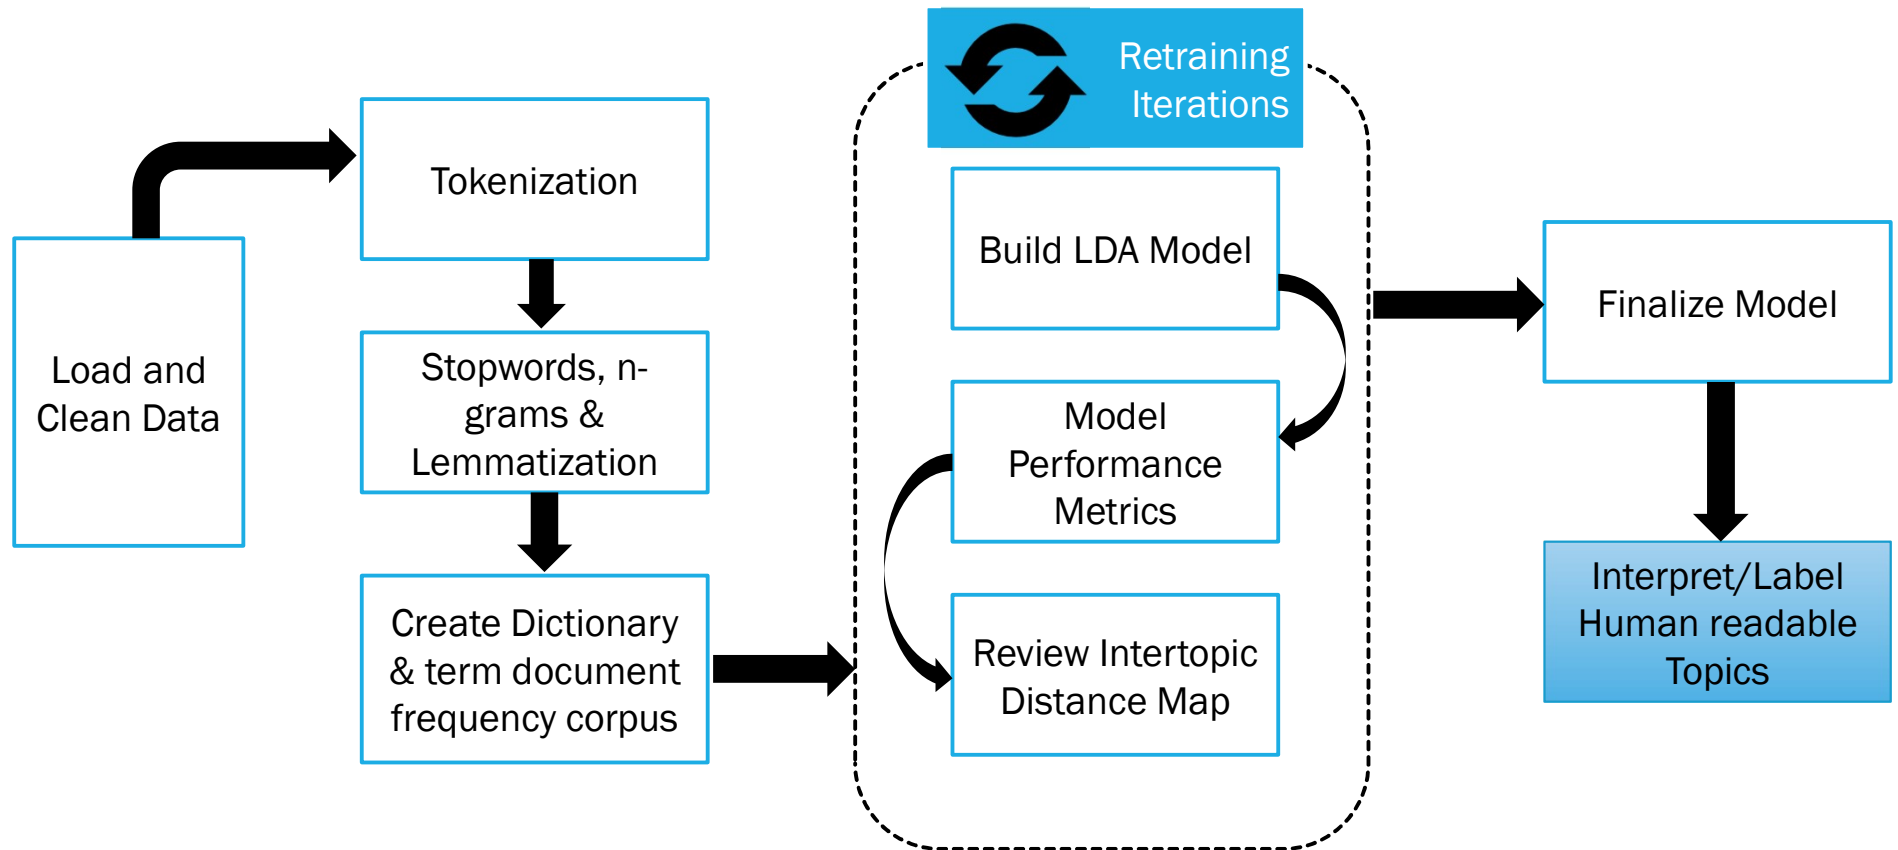 Load and
Clean Data
Tokenization
Stopwords, n-
grams &
Lemmatization
Create Dictionary
& term document
frequency corpus
Retraining
Iterations
Build LDA Model
Model
Performance
Metrics
Review Intertopic
Distance Map
Finalize Model
Interpret/Label
Human readable
Topics